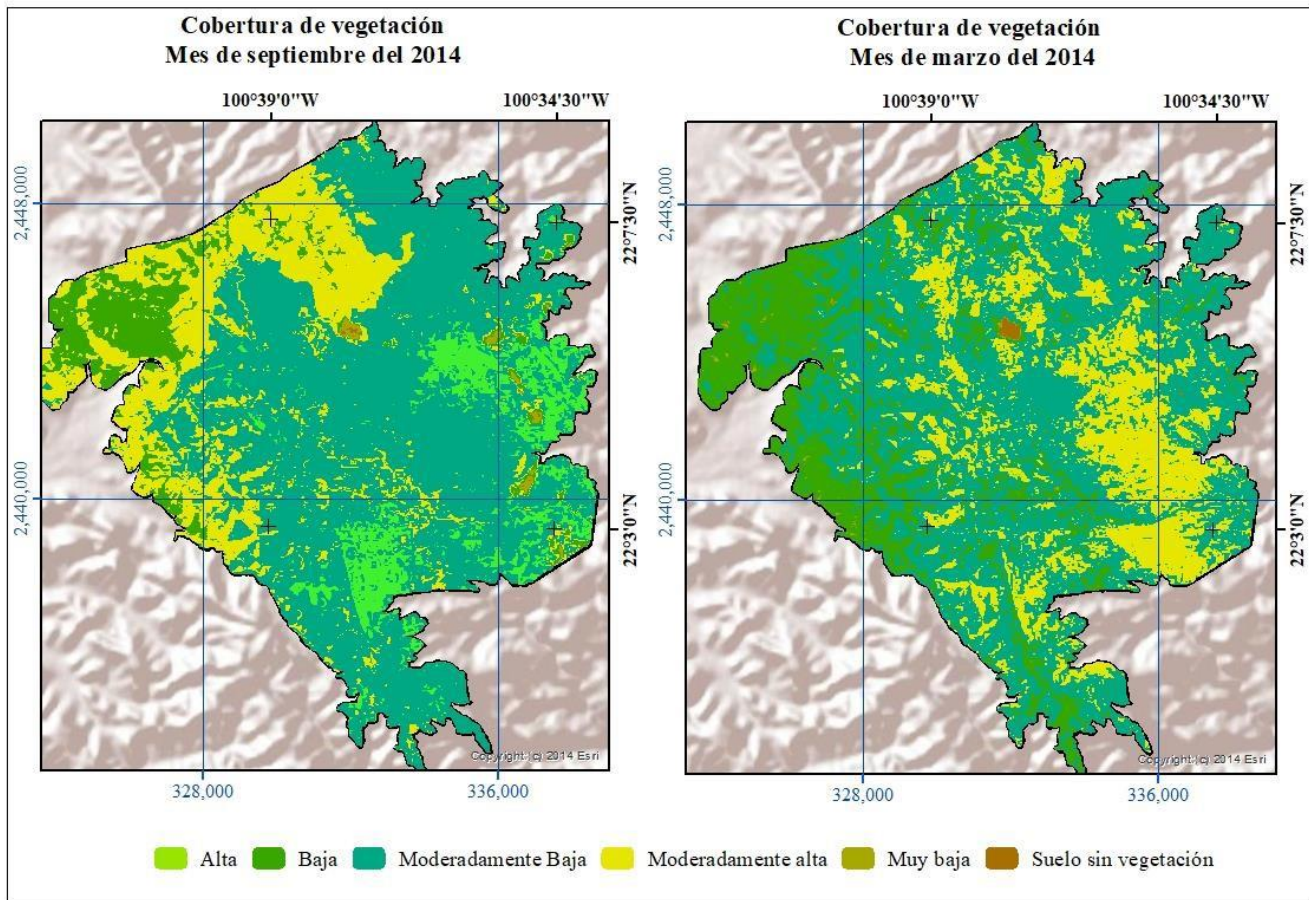 Cobertura de vegetación
Mes de septiembre del 2014
Cobertura de vegetación
Mes de marzo del 2014
100°39'0"W
100°34'30"W
100°39'0"W
100°34'30"W
2,448,000
22°7'30"N
2,448,000
22°7'30"N
2,440,000
22°3'0"N
2,440,000
22°3'0"N
Copyright:(c) 2014 Esri
Copyright:(c) 2014 Esri
328,000
336,000
328,000
336,000
Alta
Baja
Moderadamente Baja
Moderadamente alta
Muy baja
Suelo sin vegetación